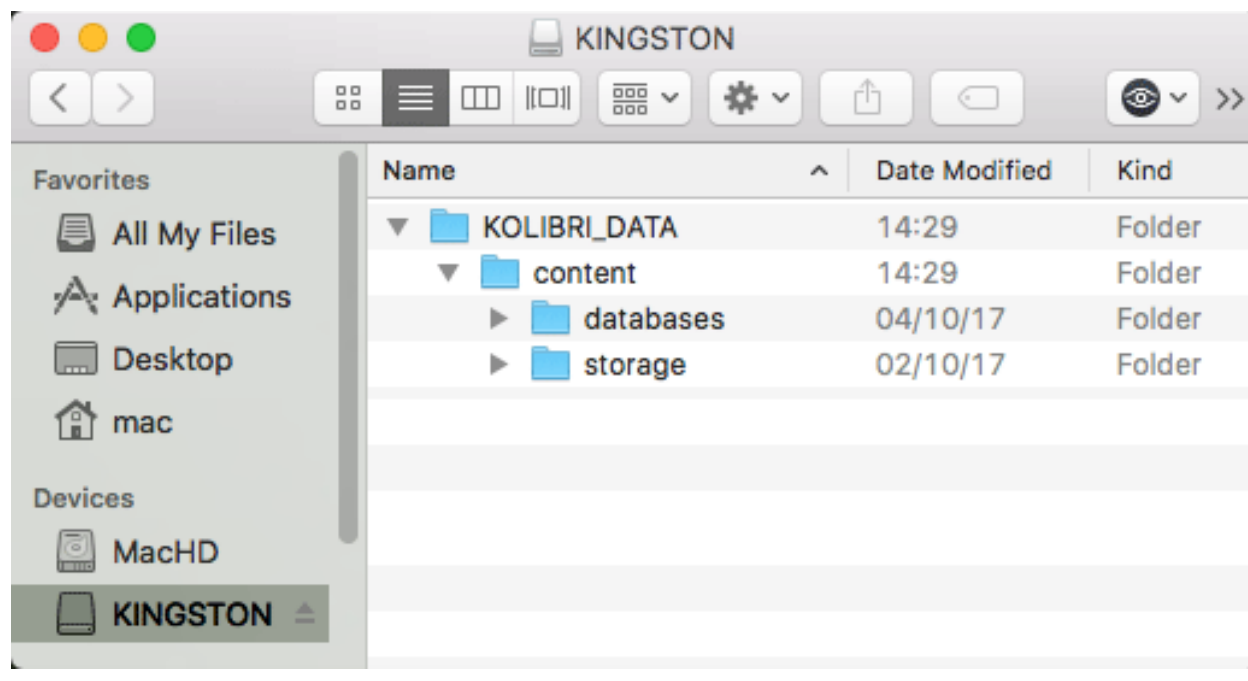 KINGSTON
Favorites
All My Files
Applications
Desktop
mac
Devices
MacHD
KINGSTON
Name Date Modified Kind
KOLIBRI_DATA 14:29 Folder
content 14:29 Folder
databases 04/10/17 Folder
storage 02/10/17 Folder